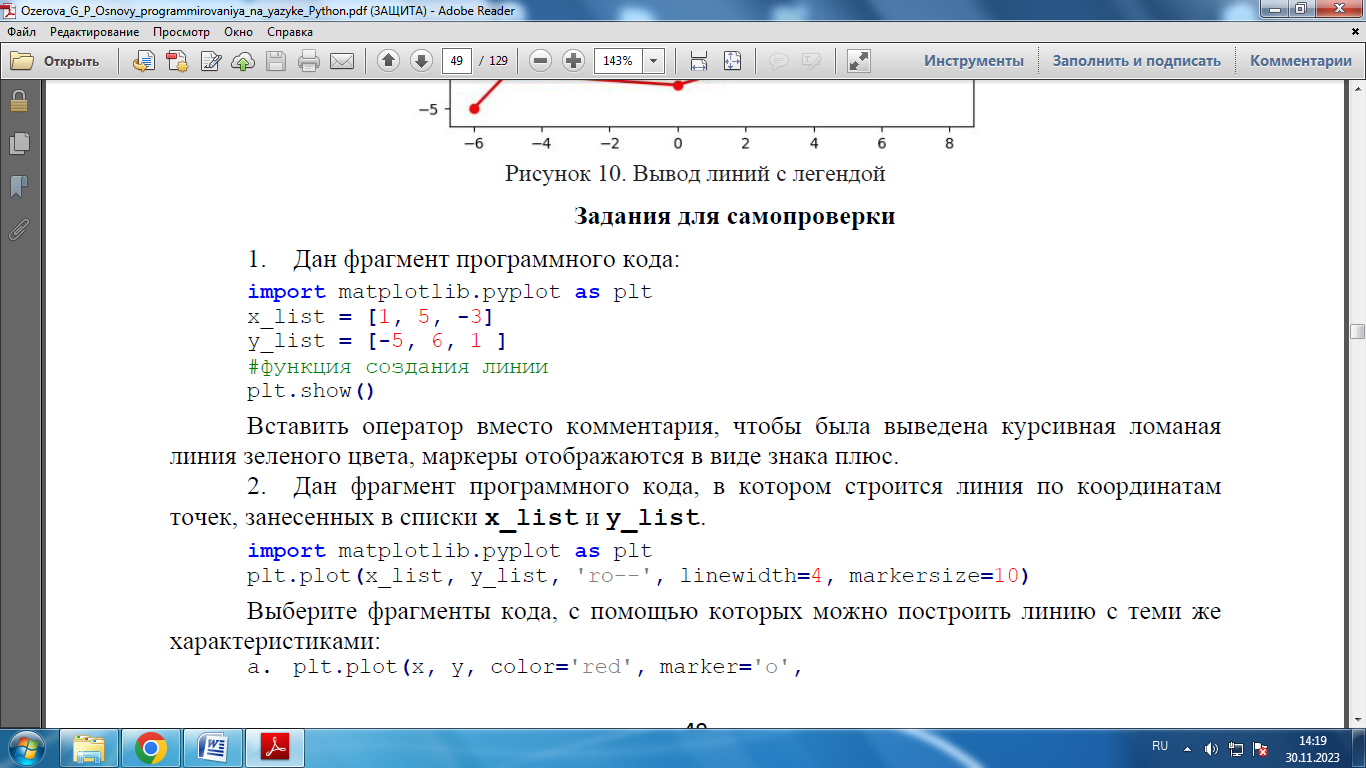 Ozerova_G_P_Osnovy_programmirovaniya_na_yazyke_Python.pdf (ЗАЩИТА) - Adobe Reader
Файл Редактирование Просмотр Окно Справка
Открыть 49 / 129 143% Инструменты Заполнить и подписать Комментарии
−5
−6 −4 −2 0 2 4 6 8
Рисунок 10. Вывод линий с легендой
Задания для самопроверки
1. Дан фрагмент программного кода:
import matplotlib.pyplot as plt
x_list = [1, 5, -3]
y_list = [-5, 6, 1 ]
#функция создания линии
plt.show()
Вставить оператор вместо комментария, чтобы была выведена курсивная ломаная
линия зеленого цвета, маркеры отображаются в виде знака плюс.
2. Дан фрагмент программного кода, в котором строится линия по координатам
точек, занесенных в списки x_list и y_list.
import matplotlib.pyplot as plt
plt.plot(x_list, y_list, 'ro--', linewidth=4, markersize=10)
Выберите фрагменты кода, с помощью которых можно построить линию с теми же
характеристиками:
a. plt.plot(x, y, color='red', marker='o',
RU
14:19
30.11.2023